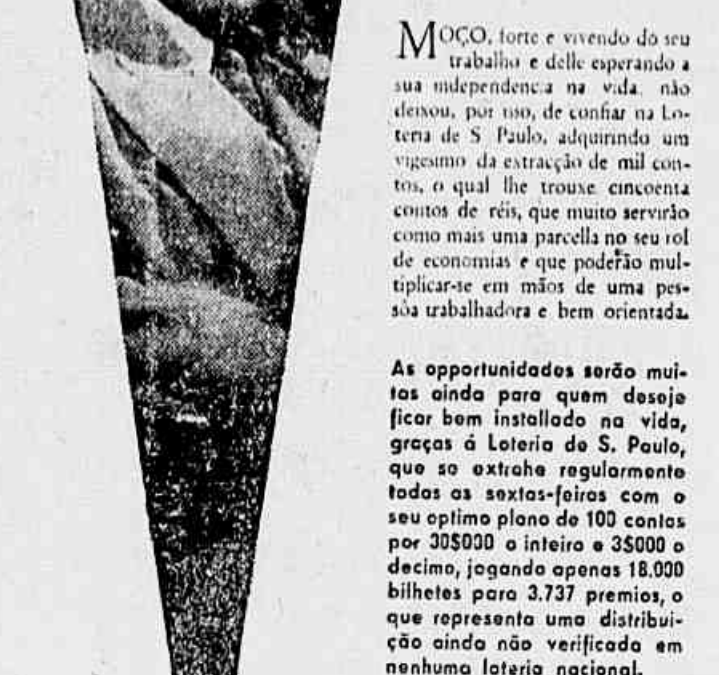 MOÇO, forte e vivendo do seu
trabalho e delle esperando a
sua independencia na vida, não
deixou, por isso, de confiar na Lo-
teria de S. Paulo, adquirindo um
vigesimo da extracção de mil con-
tos, o qual lhe trouxe cincoenta
contos de réis, que muito servirão
como mais uma parcella no seu rol
de economias e que poderão mul-
tiplicar-se em mãos de uma pes-
sôa trabalhadora e bem orientada.
As opportunidades serão mui-
tas ainda para quem deseje
ficar bem installado na vida,
graças á Loteria de S. Paulo,
que se extrahe regularmente
todas as sextas-feiras com o
seu optimo plano de 100 contos
por 30$000 o inteiro e 3$000 o
decimo, jogando apenas 18.000
bilhetes para 3.737 premios, o
que representa uma distribui-
ção ainda não verificada em
nenhuma loteria nacional.